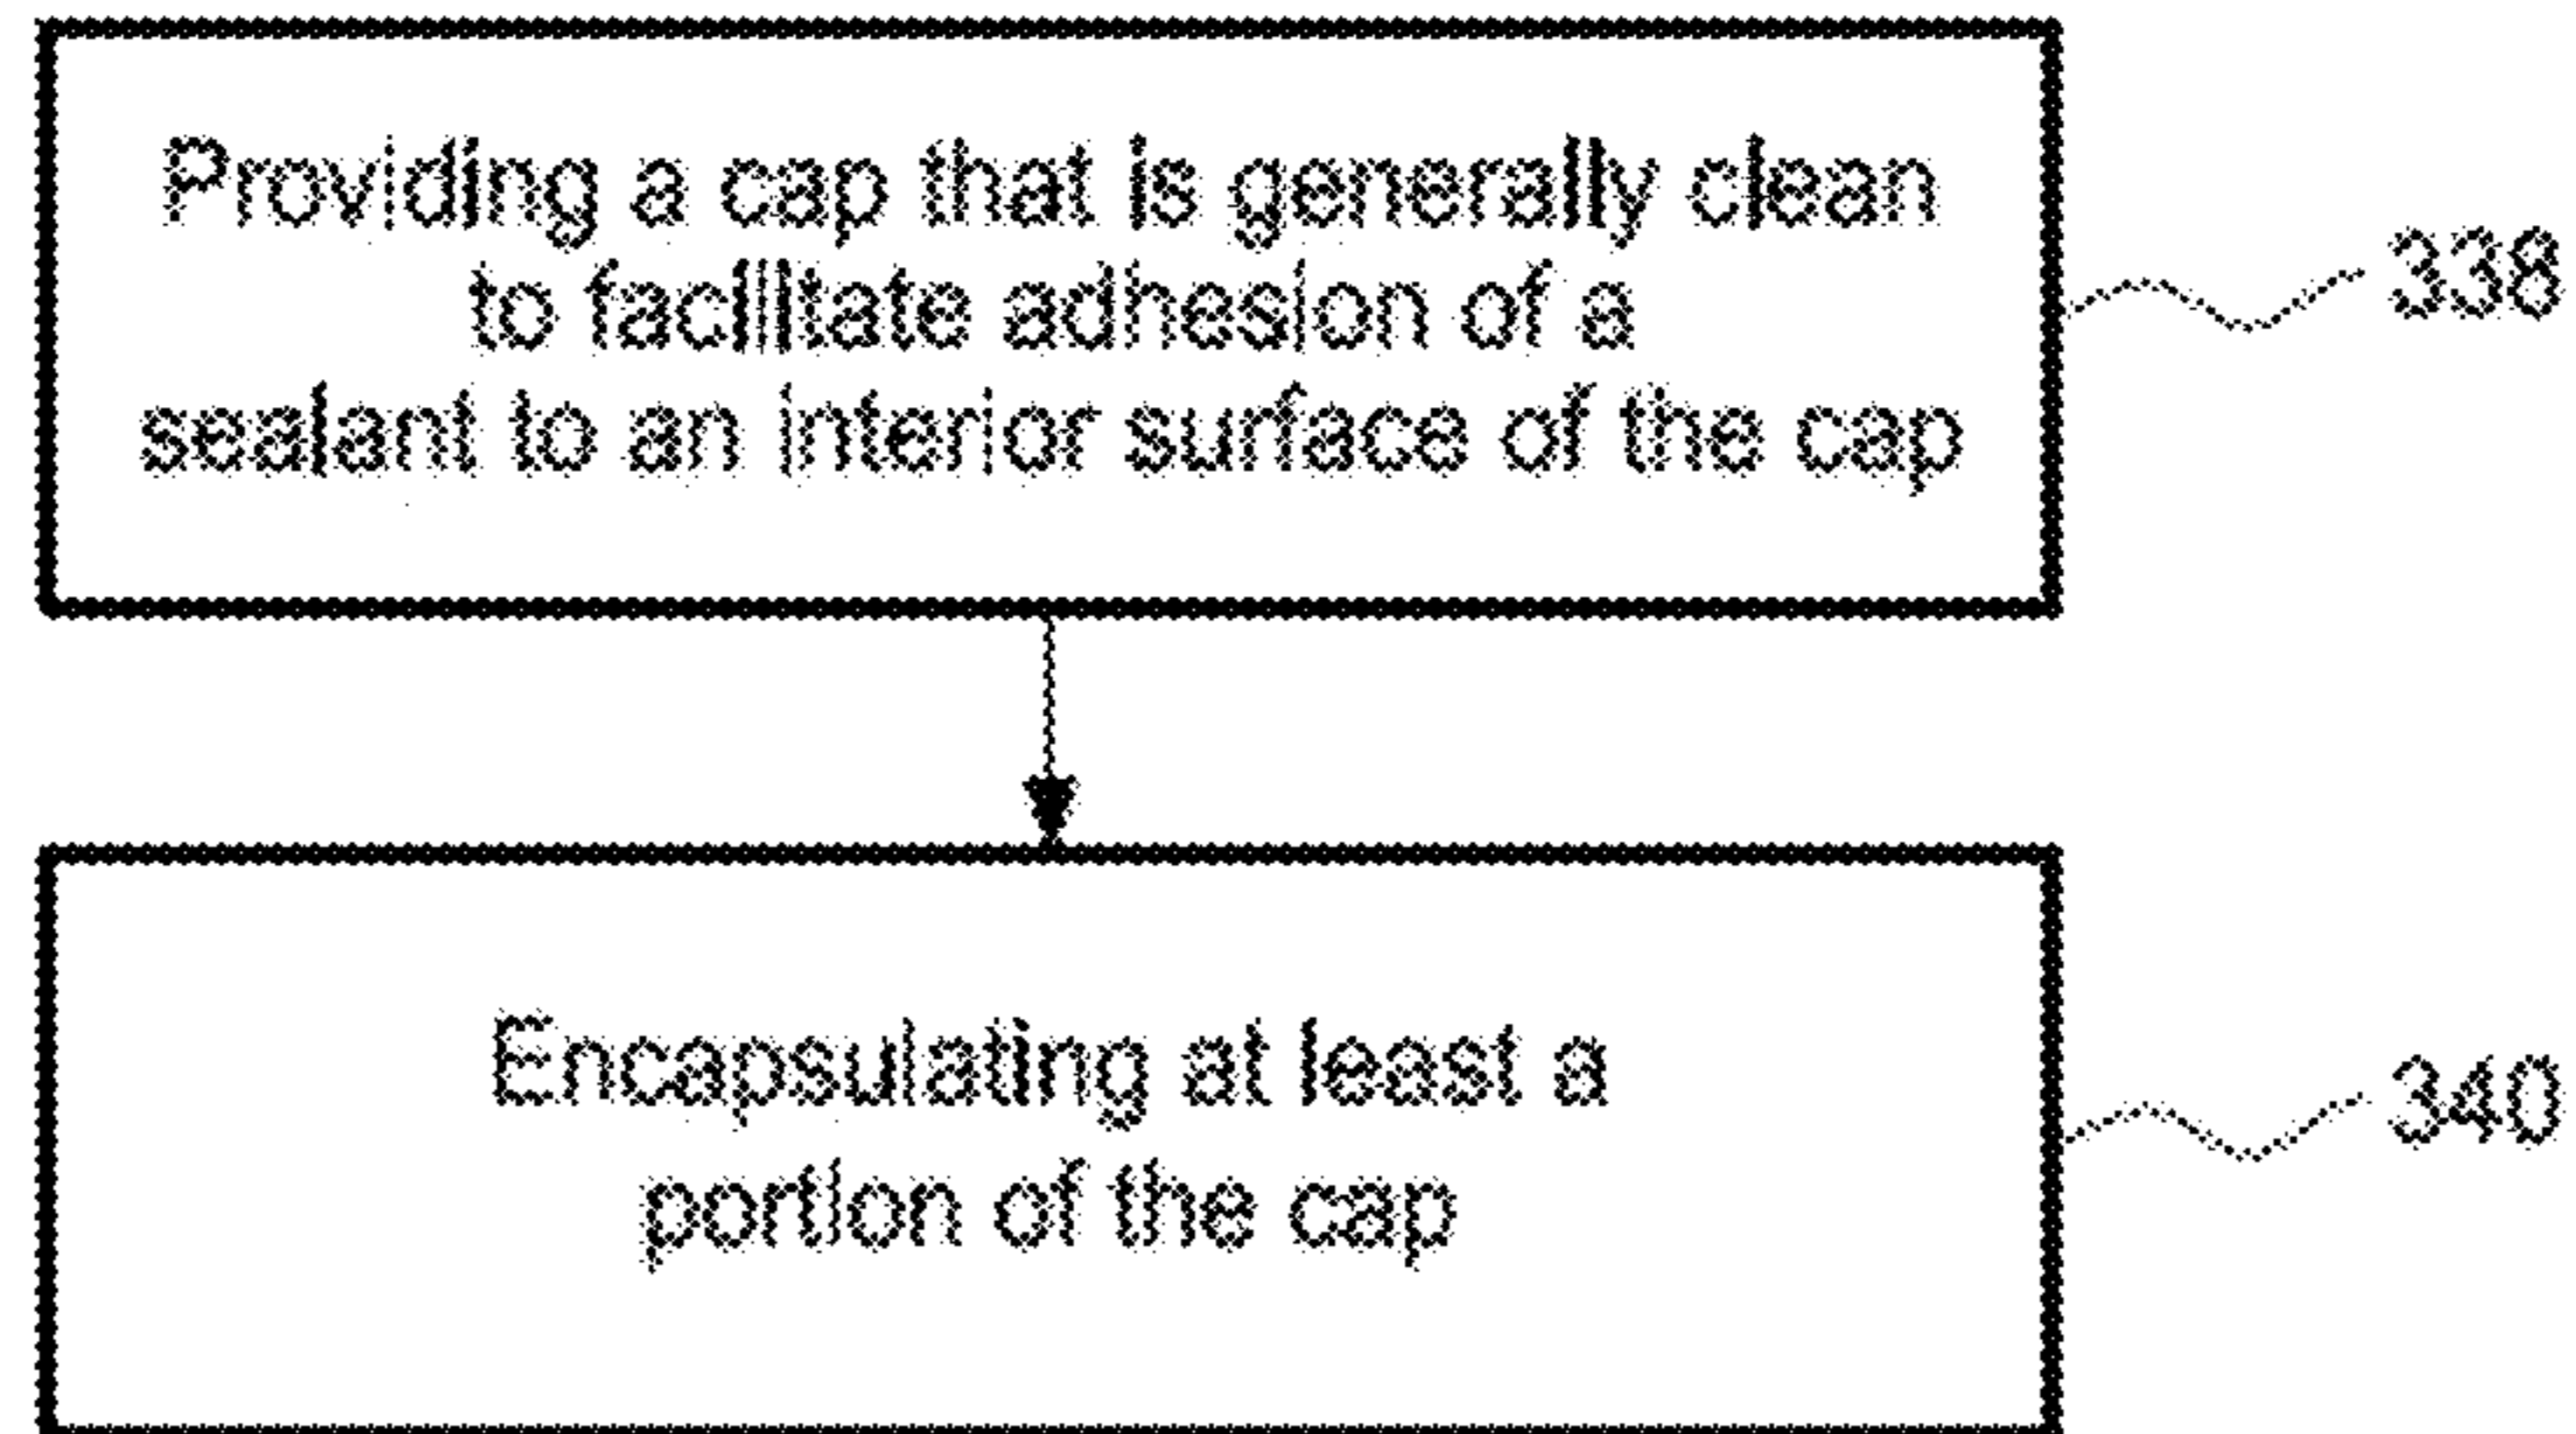 Providing a cap that is generally clean
to facilitate adhesion of a
sealant to an interior surface of the cap
338
Encapsulating at least a
portion of the cap
340